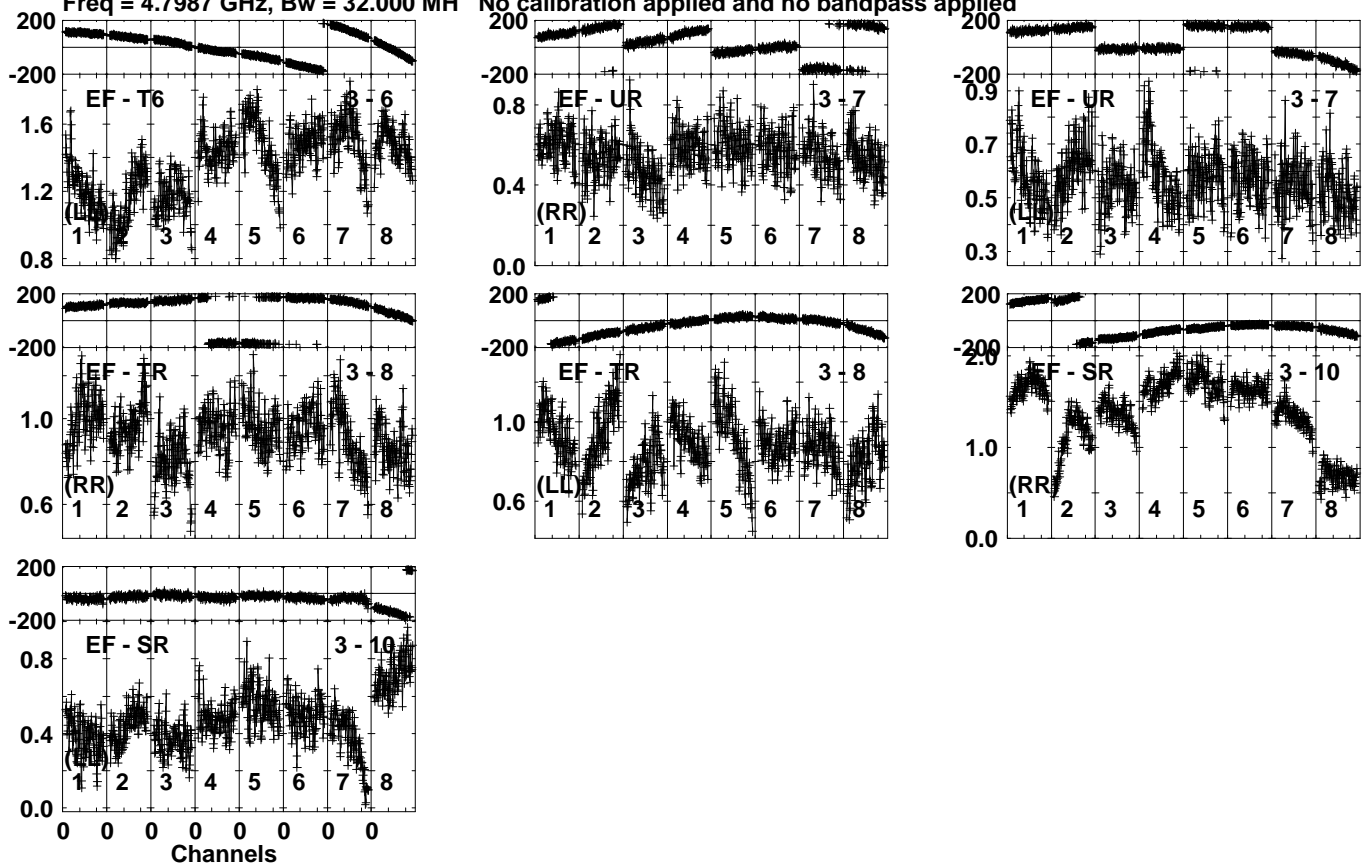 Freq = 4.7987 GHz, Bw = 32.000 MH No calibration applied and no bandpass applied
200
-200
EF - T6 3 - 6
1.6
1.2
0.8
(LL)
1 2 3 4 5 6 7 8
200
-200
EF - UR 3 - 7
0.8
0.4
0.0
(RR)
1 2 3 4 5 6 7 8
200
-200
EF - UR 3 - 7
0.9
0.7
0.5
0.3
(LL)
1 2 3 4 5 6 7 8
200
-200
EF - TR 3 - 8
1.0
0.6
(RR)
1 2 3 4 5 6 7 8
200
-200
EF - TR 3 - 8
1.0
0.6
(LL)
1 2 3 4 5 6 7 8
200
-200
EF - SR 3 - 10
2.0
1.0
0.0
(RR)
1 2 3 4 5 6 7 8
200
-200
EF - SR 3 - 10
0.8
0.4
0.0
(LL)
1 2 3 4 5 6 7 8
0 0 0 0 0 0 0 0
Channels